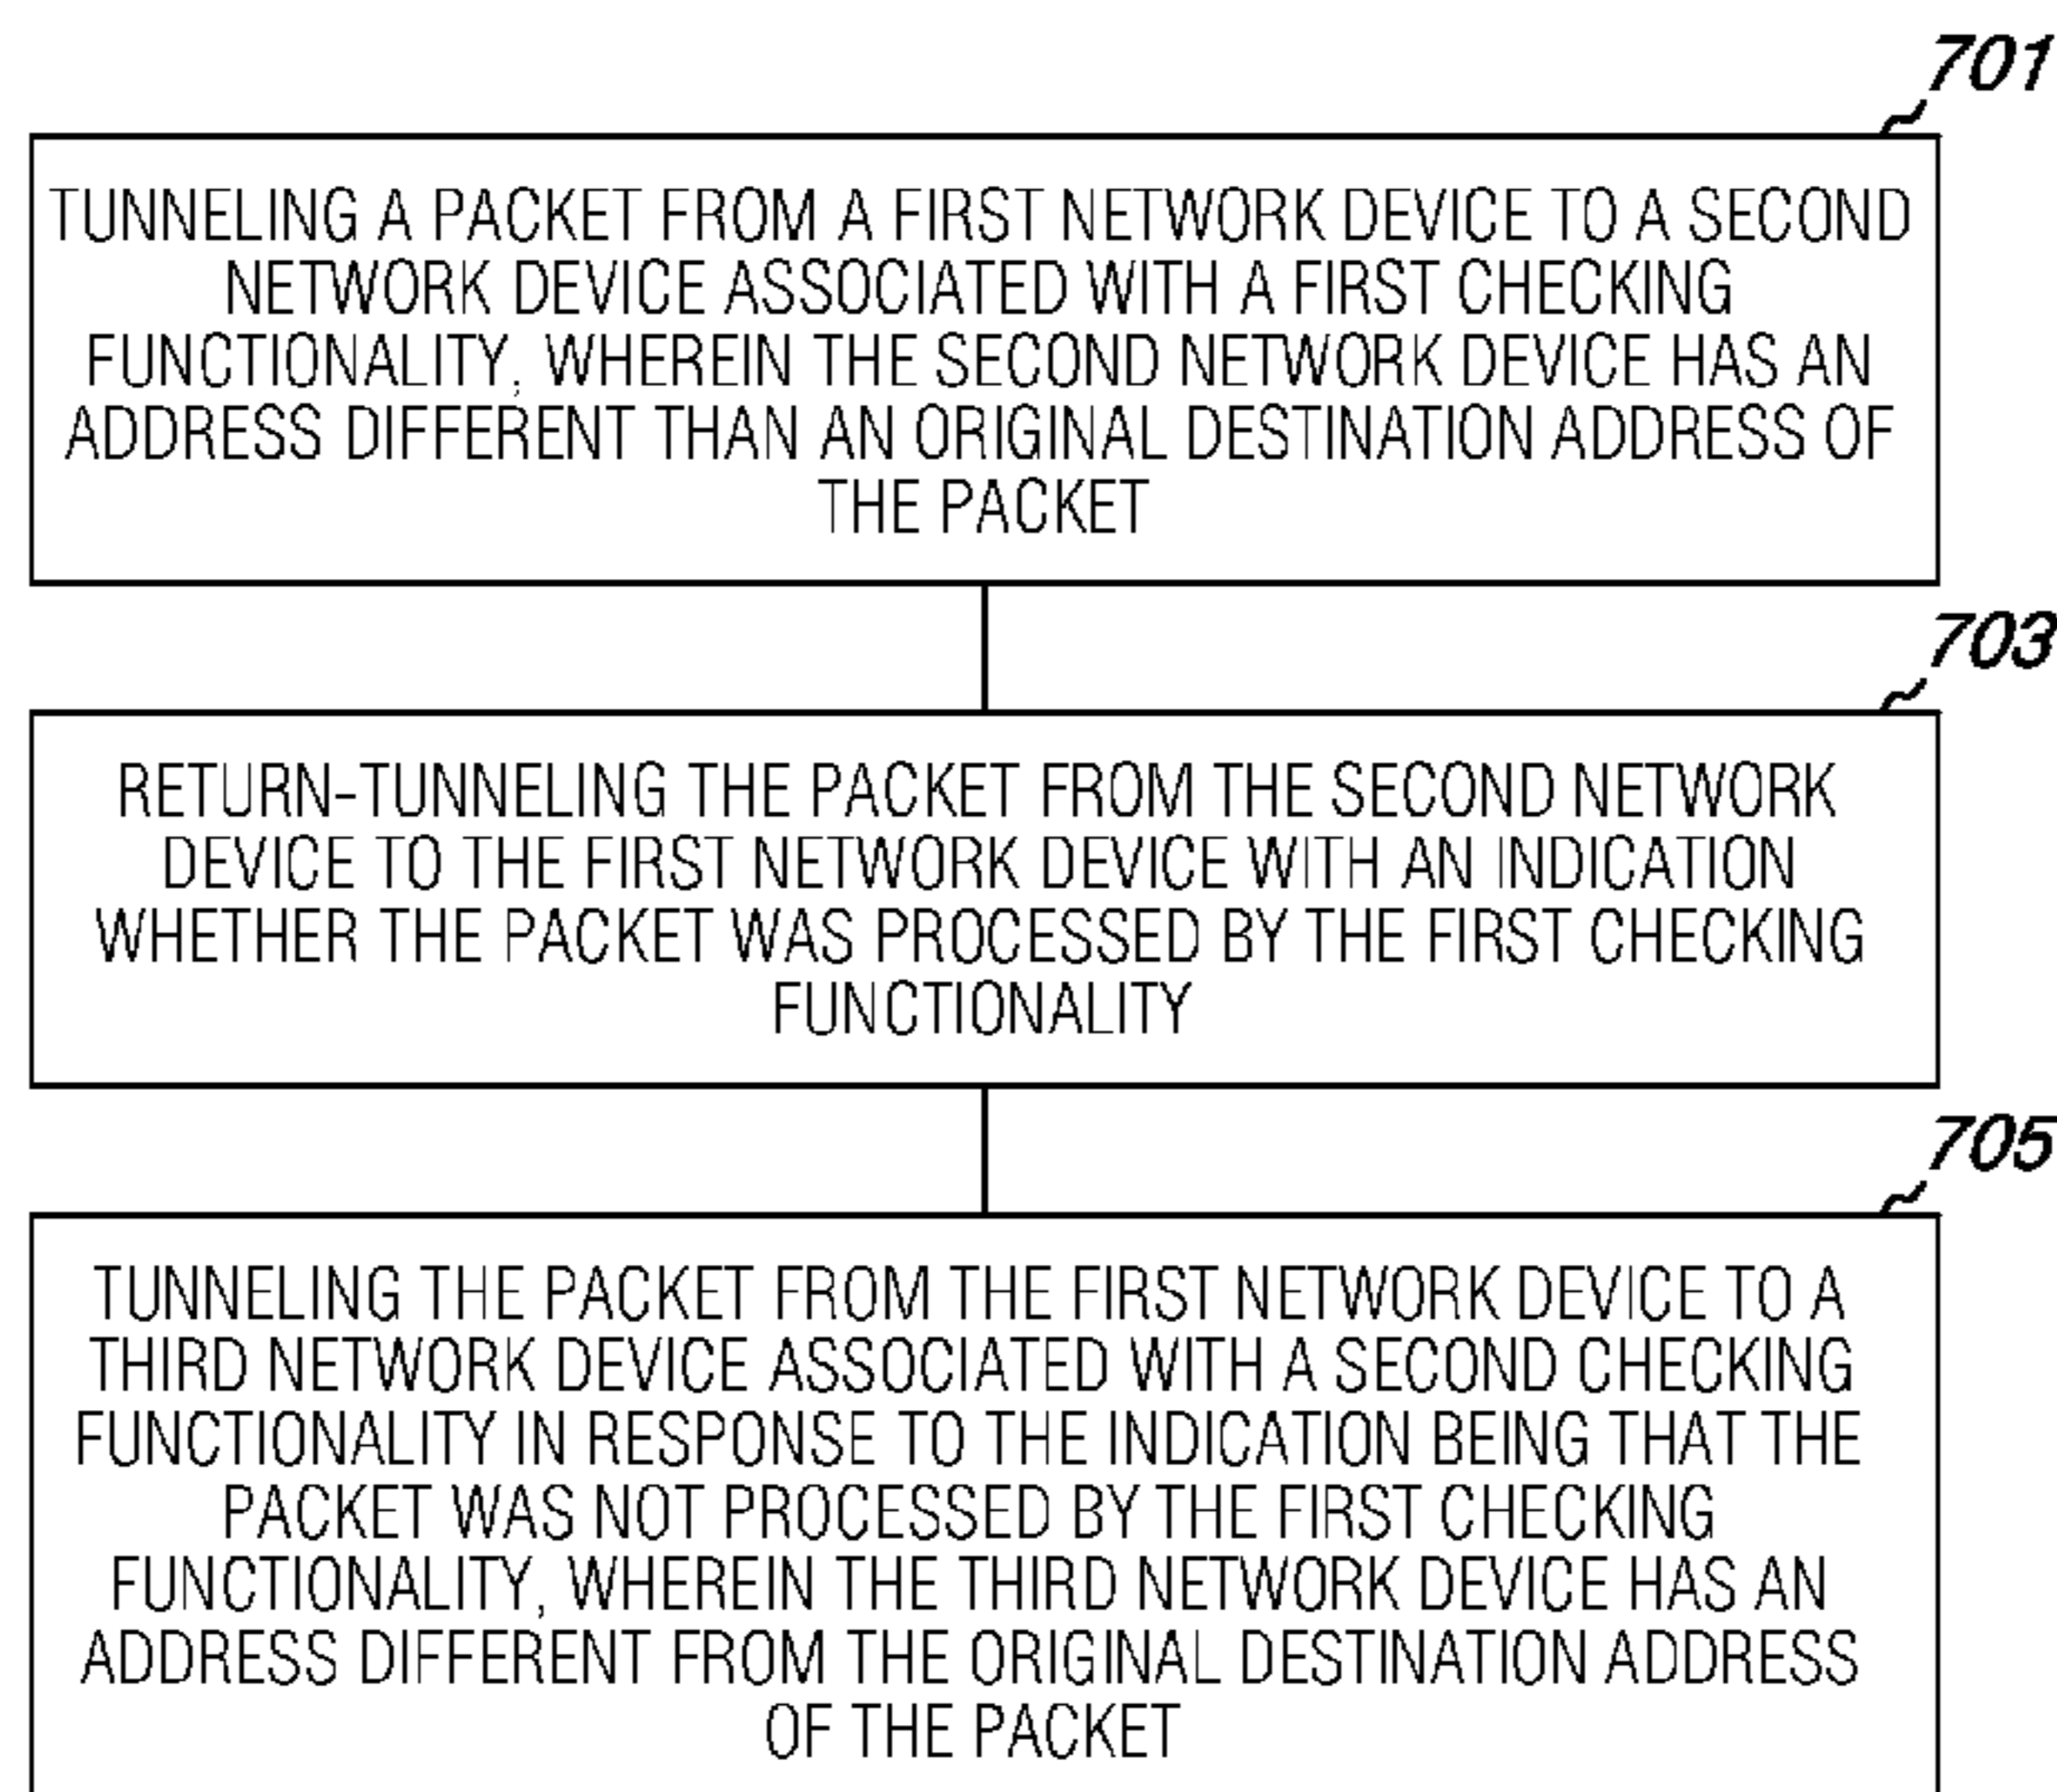 701
TUNNELING A PACKET FROM A FIRST NETWORK DEVICE TO A SECOND
NETWORK DEVICE ASSOCIATED WITH A FIRST CHECKING
FUNCTIONALITY, WHEREIN THE SECOND NETWORK DEVICE HAS AN
ADDRESS DIFFERENT THAN AN ORIGINAL DESTINATION ADDRESS OF
THE PACKET
703
RETURN-TUNNELING THE PACKET FROM THE SECOND NETWORK
DEVICE TO THE FIRST NETWORK DEVICE WITH AN INDICATION
WHETHER THE PACKET WAS PROCESSED BY THE FIRST CHECKING
FUNCTIONALITY
705
TUNNELING THE PACKET FROM THE FIRST NETWORK DEVICE TO A
THIRD NETWORK DEVICE ASSOCIATED WITH A SECOND CHECKING
FUNCTIONALITY IN RESPONSE TO THE INDICATION BEING THAT THE
PACKET WAS NOT PROCESSED BY THE FIRST CHECKING
FUNCTIONALITY, WHEREIN THE THIRD NETWORK DEVICE HAS AN
ADDRESS DIFFERENT FROM THE ORIGINAL DESTINATION ADDRESS
OF THE PACKET